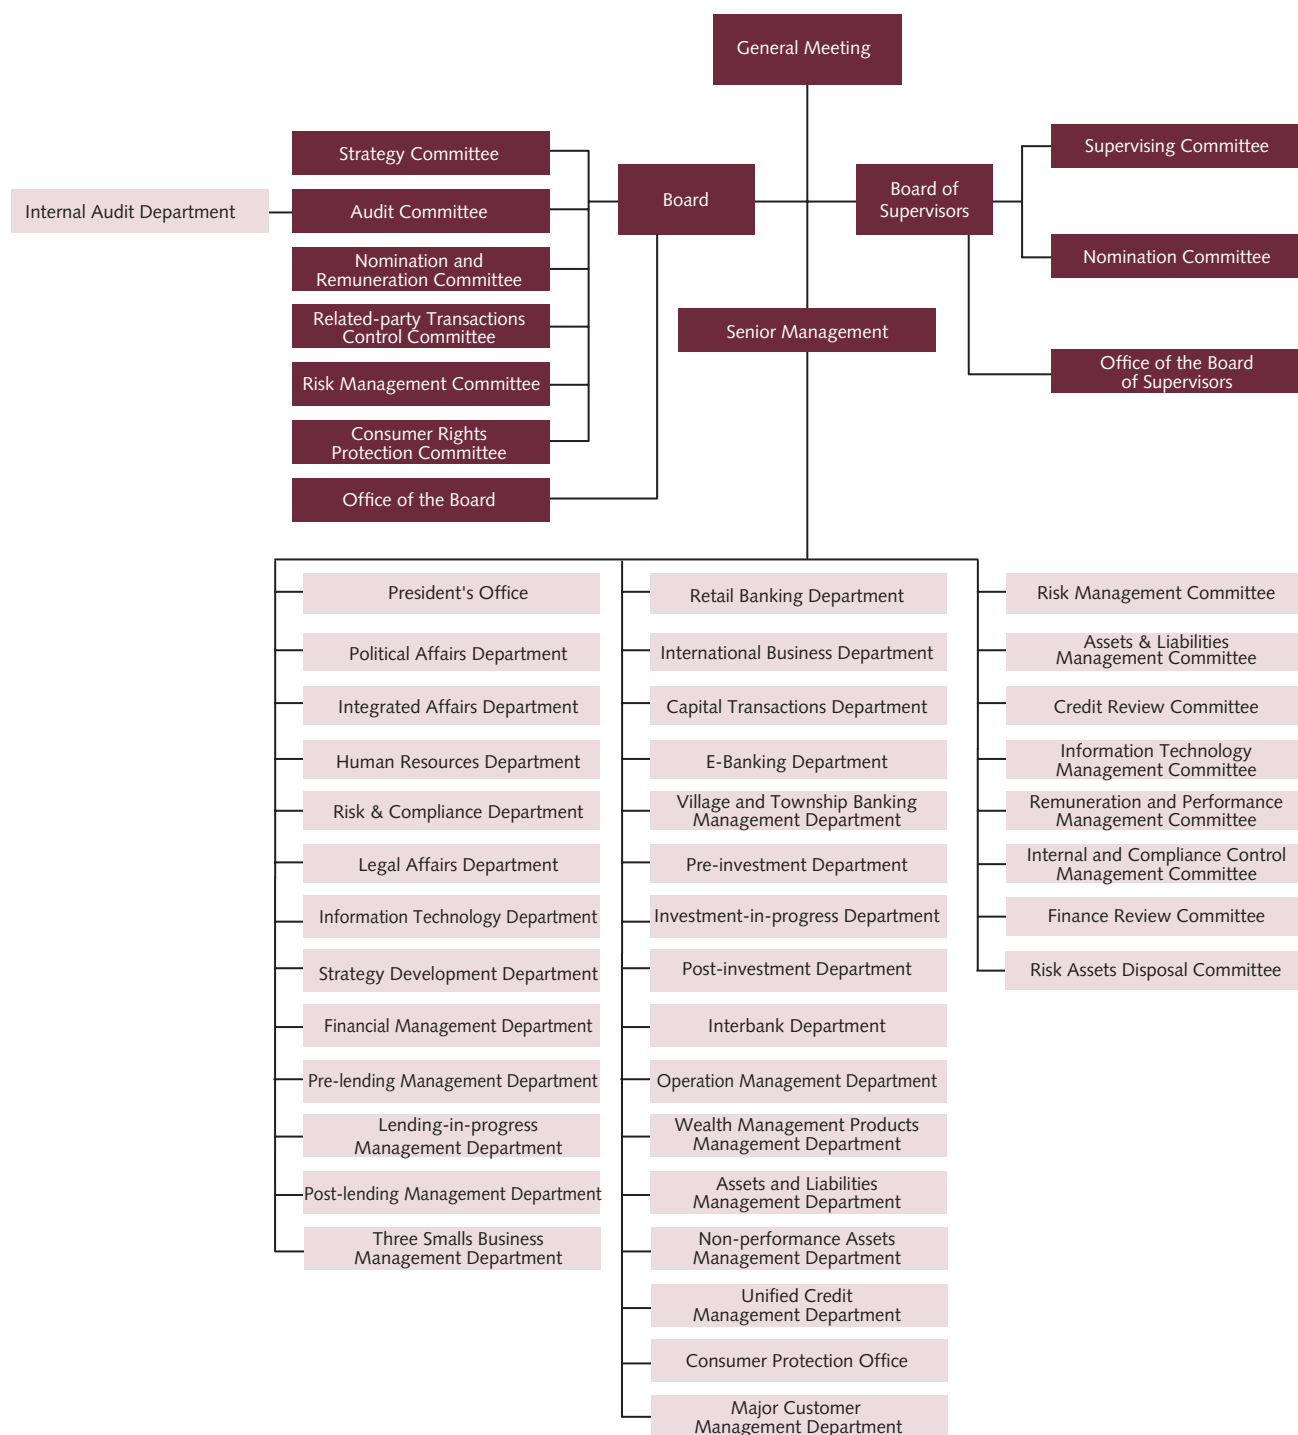 General Meeting
Strategy Committee
Internal Audit Department
Audit Committee
Nomination and
Remuneration Committee
Related-party Transactions
Control Committee
Risk Management Committee
Consumer Rights
Protection Committee
Office of the Board
Board
Board of
Supervisors
Supervising Committee
Nomination Committee
Office of the Board
of Supervisors
Senior Management
President's Office
Political Affairs Department
Integrated Affairs Department
Human Resources Department
Risk & Compliance Department
Legal Affairs Department
Information Technology Department
Strategy Development Department
Financial Management Department
Pre-lending Management Department
Lending-in-progress
Management Department
Post-lending Management Department
Three Smalls Business
Management Department
Retail Banking Department
International Business Department
Capital Transactions Department
E-Banking Department
Village and Township Banking
Management Department
Pre-investment Department
Investment-in-progress Department
Post-investment Department
Interbank Department
Operation Management Department
Wealth Management Products
Management Department
Assets and Liabilities
Management Department
Non-performance Assets
Management Department
Unified Credit
Management Department
Consumer Protection Office
Major Customer
Management Department
Risk Management Committee
Assets & Liabilities
Management Committee
Credit Review Committee
Information Technology
Management Committee
Remuneration and Performance
Management Committee
Internal and Compliance Control
Management Committee
Finance Review Committee
Risk Assets Disposal Committee